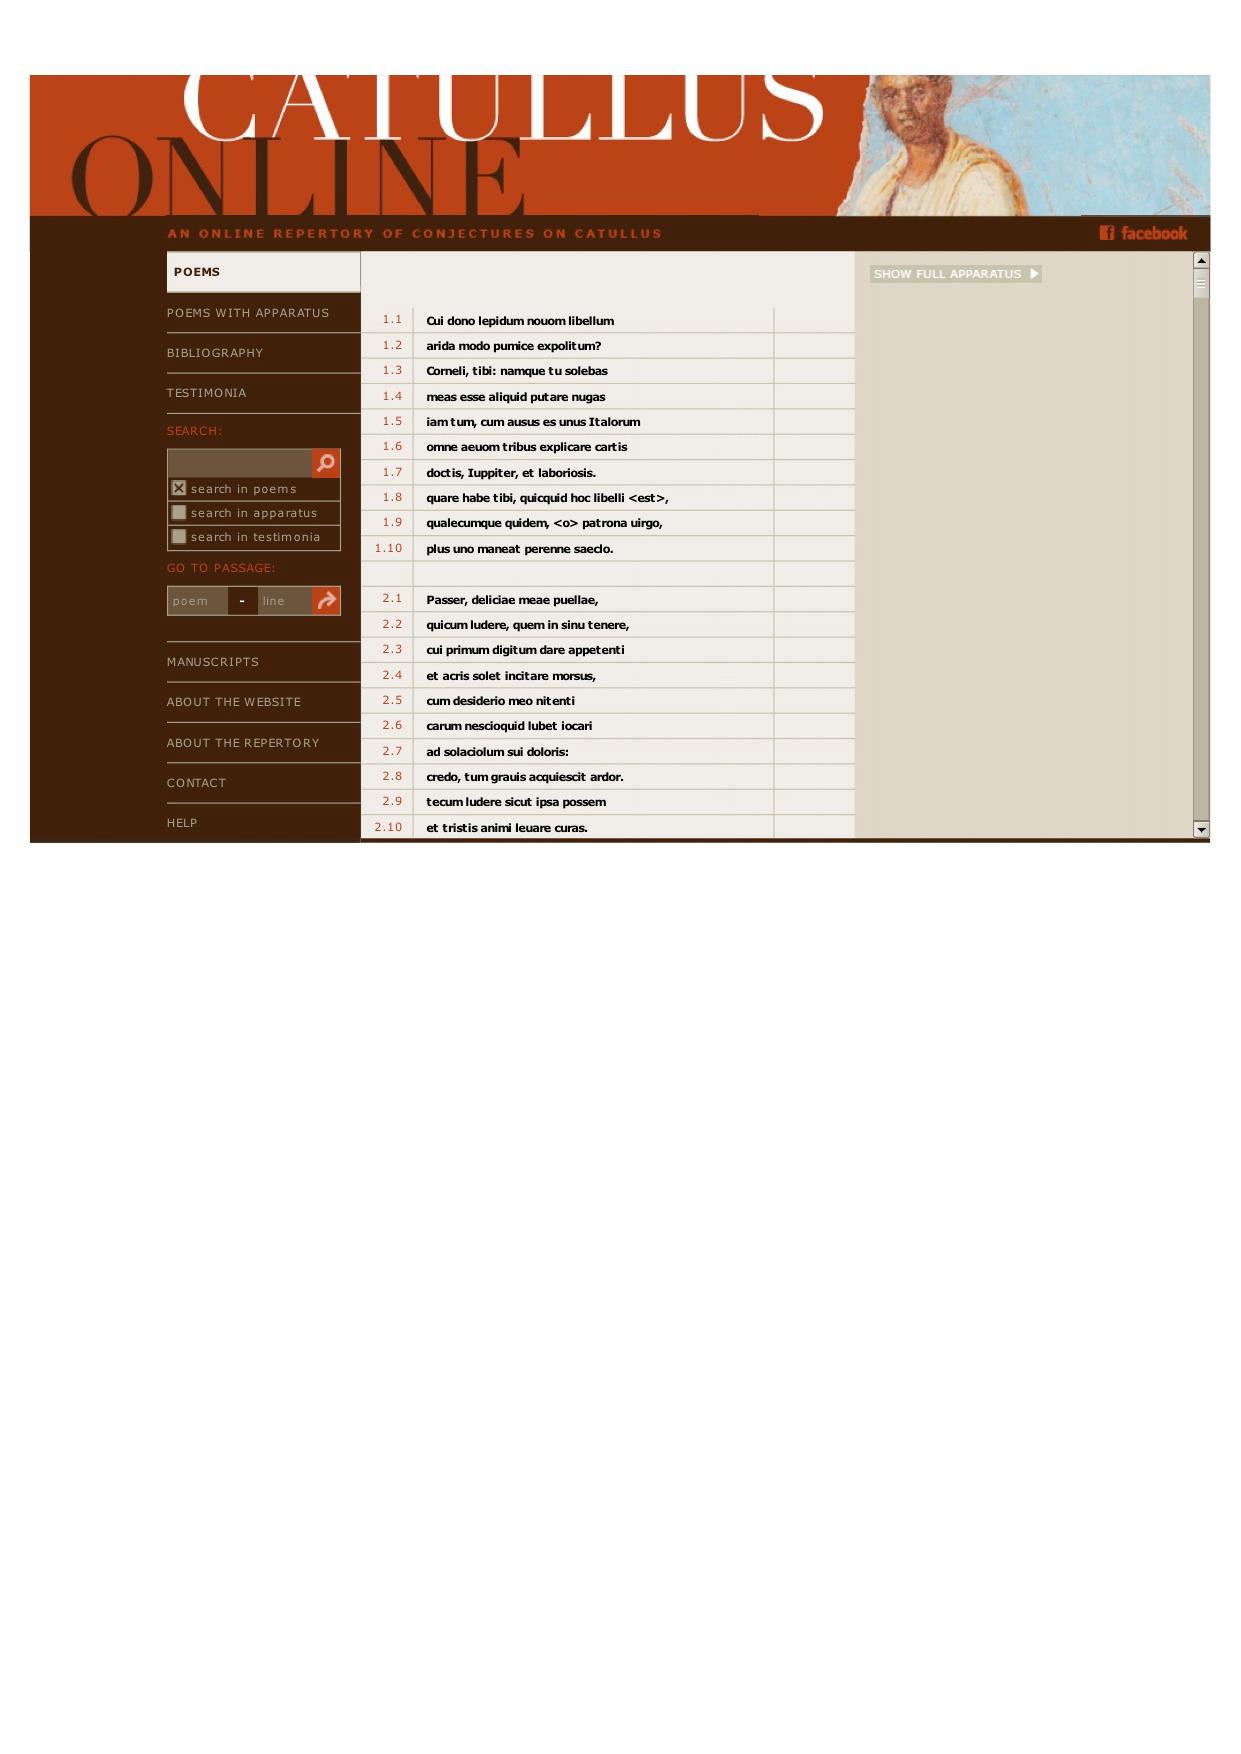 CATULLUS
ONLINE
AN ONLINE REPERTORY OF CONJECTURES ON CATULLUS
facebook
POEMS
POEMS WITH APPARATUS
BIBLIOGRAPHY
TESTIMONIA
SEARCH:
search in poems
search in apparatus
search in testimonia
GO TO PASSAGE:
poem - line
MANUSCRIPTS
ABOUT THE WEBSITE
ABOUT THE REPERTORY
CONTACT
HELP
1.1 Cui dono lepidum nouom libellum
1.2 arida modo pumice expolitum?
1.3 Corneli, tibi: namque tu solebas
1.4 meas esse aliquid putare nugas
1.5 iam tum, cum ausus es unus Italorum
1.6 omne aeuom tribus explicare cartis
1.7 doctis, Iuppiter, et laboriosis.
1.8 quare habe tibi, quicquid hoc libelli <est>,
1.9 qualecumque quidem, <o> patrona uirgo,
1.10 plus uno maneat perenne saeclo.
2.1 Passer, deliciae meae puellae,
2.2 quicum ludere, quem in sinu tenere,
2.3 cui primum digitum dare appetenti
2.4 et acris solet incitare morsus,
2.5 cum desiderio meo nitenti
2.6 carum nescioquid lubet iocari
2.7 ad solaciolum sui doloris:
2.8 credo, tum grauis acquiescit ardor.
2.9 tecum ludere sicut ipsa possem
2.10 et tristis animi leuare curas.
SHOW FULL APPARATUS